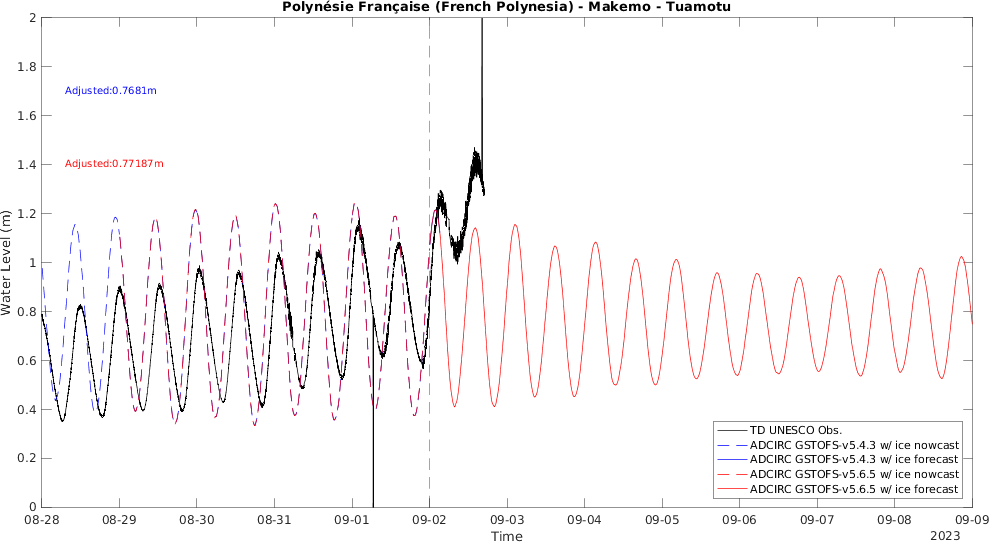 Polynésie Française (French Polynesia) - Makemo - Tuamotu
2
1.8
1.6
1.4
1.2
1
0.8
0.6
0.4
0.2
0
Water Level (m)
Adjusted:0.7681m
Adjusted:0.77187m
TD UNESCO Obs.
ADCIRC GSTOFS-v5.4.3 w/ ice nowcast
ADCIRC GSTOFS-v5.4.3 w/ ice forecast
ADCIRC GSTOFS-v5.6.5 w/ ice nowcast
ADCIRC GSTOFS-v5.6.5 w/ ice forecast
08-28 08-29 08-30 08-31 09-01 09-02 09-03 09-04 09-05 09-06 09-07 09-08 09-09
Time
2023